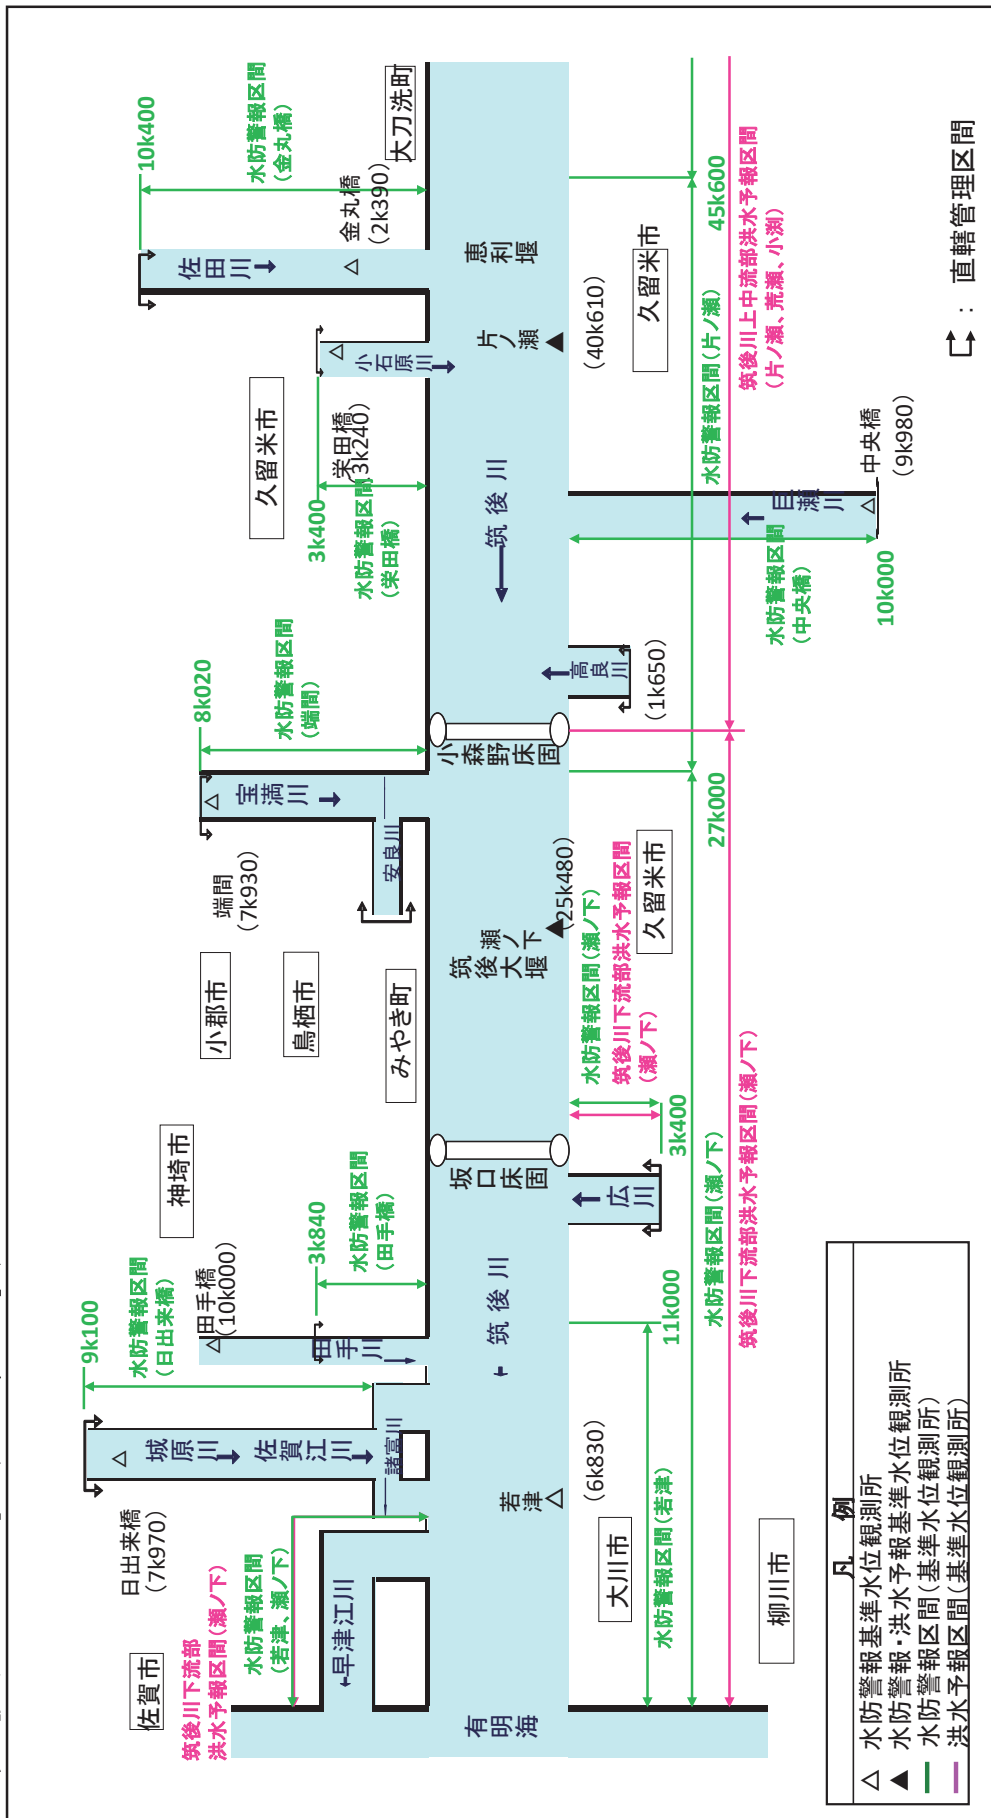 佐賀市
筑後川下流部
洪水予報区間(瀬ノ下)
水防警報区間
(若津、瀬ノ下)
早津江川
有明海
日出来橋
(7k970)
9k100
水防警報区間
(日出来橋)
城原川
佐賀江川
諸富川
神埼市
田手橋
(10k000)
田手川
3k840
水防警報区間
(田手橋)
小郡市
鳥栖市
みやき町
端間
(7k930)
8k020
水防警報区間
(端間)
宝満川
安良川
久留米市
3k400
栄田橋
(3k240)
水防警報区間
(栄田橋)
小石原川
10k400
水防警報区間
(金丸橋)
金丸橋
(2k390)
佐田川
大刀洗町
若津
(6k830)
筑後川
坂口床固
筑後大堰
瀬ノ下
(25k480)
小森野床固
筑後川
片ノ瀬
(40k610)
恵利堰
大川市
柳川市
水防警報区間(若津)
11k000
広川
3k400
水防警報区間(瀬ノ下)
筑後川下流部洪水予報区間
(瀬ノ下)
久留米市
高良川
(1k650)
巨瀬川
中央橋
(9k980)
10k000
水防警報区間
(中央橋)
久留米市
水防警報区間(瀬ノ下)
27k000
水防警報区間(片ノ瀬)
45k600
筑後川下流部洪水予報区間(瀬ノ下)
筑後川上中流部洪水予報区間
(片ノ瀬、荒瀬、小渕)
凡 例
△ 水防警報基準水位観測所
▲ 水防警報・洪水予報基準水位観測所
水防警報区間(基準水位観測所)
洪水予報区間(基準水位観測所)
: 直轄管理区間